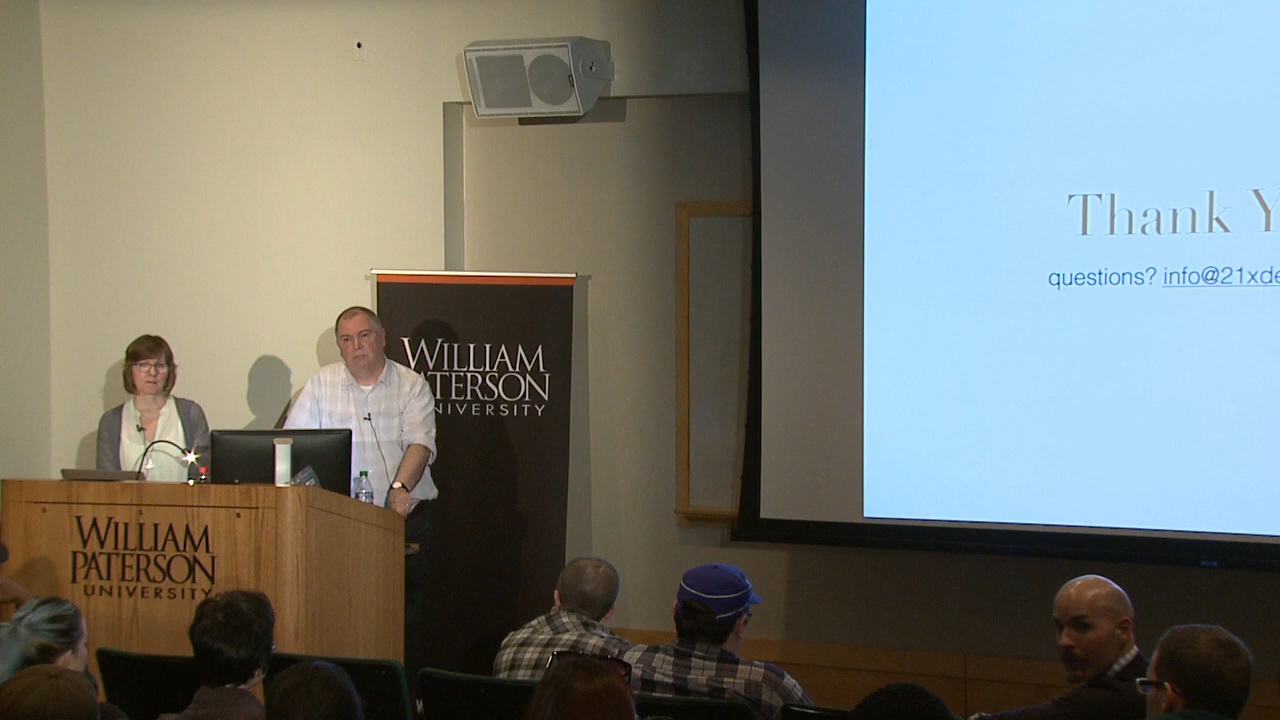 WILLIAM
PATERSON
UNIVERSITY
WILLIAM
PATERSON
UNIVERSITY
Thank Y
questions? info@21xde